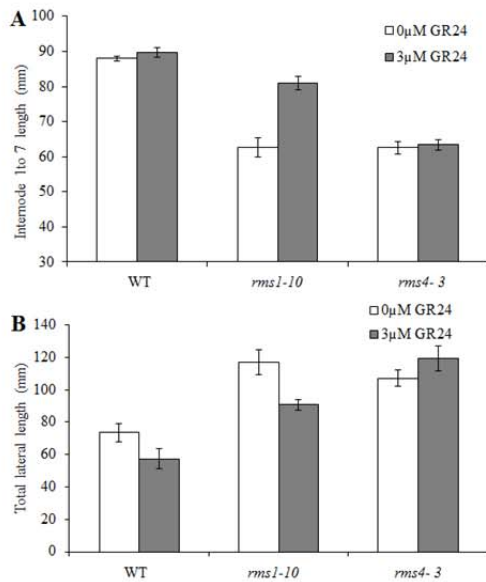 A
0μM GR24
3μM GR24
Internode 1to 7 length (mm)
100
90
80
70
60
50
40
30
WT
rms1-10
rms4- 3
B
0μM GR24
3μM GR24
Total lateral length (mm)
140
120
100
80
60
40
20
0
WT
rms1-10
rms4- 3